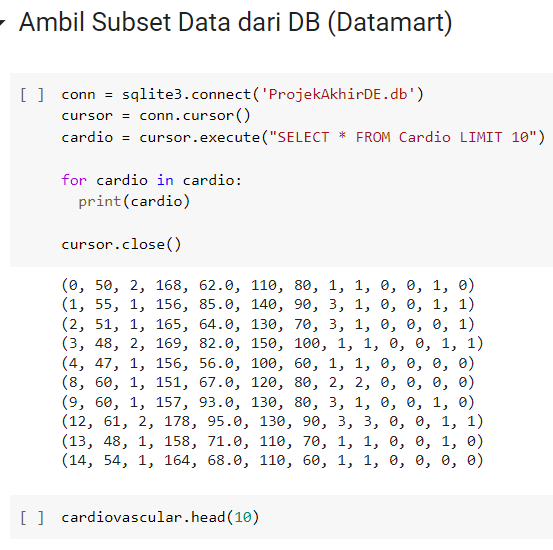 Ambil Subset Data dari DB (Datamart)
[ ] conn = sqlite3.connect('ProjekAkhirDE.db')
cursor = conn.cursor()
cardio = cursor.execute("SELECT * FROM Cardio LIMIT 10")
for cardio in cardio:
print(cardio)
cursor.close()
(0, 50, 2, 168, 62.0, 110, 80, 1, 1, 0, 0, 1, 0)
(1, 55, 1, 156, 85.0, 140, 90, 3, 1, 0, 0, 1, 1)
(2, 51, 1, 165, 64.0, 130, 70, 3, 1, 0, 0, 0, 1)
(3, 48, 2, 169, 82.0, 150, 100, 1, 1, 0, 0, 1, 1)
(4, 47, 1, 156, 56.0, 100, 60, 1, 1, 0, 0, 0, 0)
(8, 60, 1, 151, 67.0, 120, 80, 2, 2, 0, 0, 0, 0)
(9, 60, 1, 157, 93.0, 130, 80, 3, 1, 0, 0, 1, 0)
(12, 61, 2, 178, 95.0, 130, 90, 3, 3, 0, 0, 1, 1)
(13, 48, 1, 158, 71.0, 110, 70, 1, 1, 0, 0, 1, 0)
(14, 54, 1, 164, 68.0, 110, 60, 1, 1, 0, 0, 0, 0)
[ ] cardiovascular.head(10)